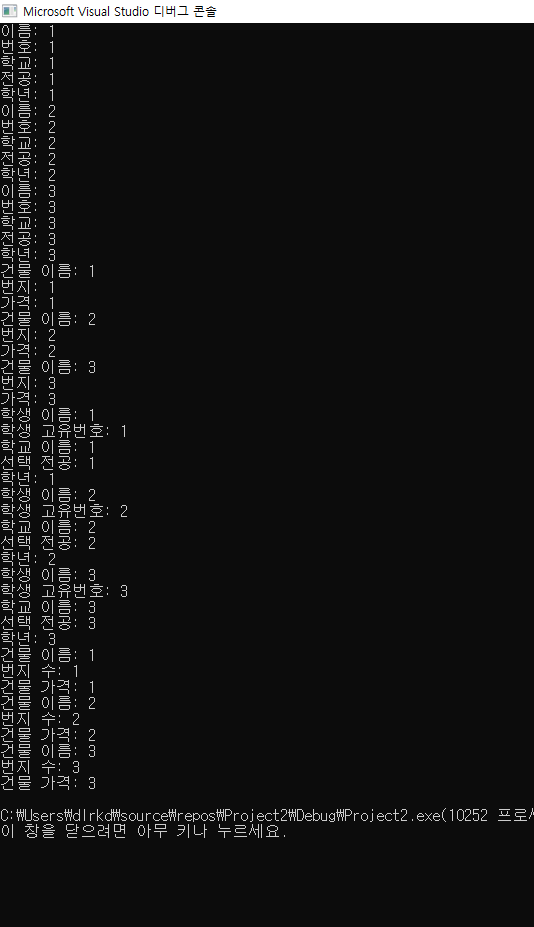 Microsoft Visual Studio 디버그 콘솔
이름: 1
번호: 1
학교: 1
전공: 1
학년: 1
이름: 2
번호: 2
학교: 2
전공: 2
학년: 2
이름: 3
번호: 3
학교: 3
전공: 3
학년: 3
건물 이름: 1
번지: 1
가격: 1
건물 이름: 2
번지: 2
가격: 2
건물 이름: 3
번지: 3
가격: 3
학생 이름: 1
학생 고유번호: 1
학교 이름: 1
선택 전공: 1
학년: 1
학생 이름: 2
학생 고유번호: 2
학교 이름: 2
선택 전공: 2
학년: 2
학생 이름: 3
학생 고유번호: 3
학교 이름: 3
선택 전공: 3
학년: 3
건물 이름: 1
번지 수: 1
건물 가격: 1
건물 이름: 2
번지 수: 2
건물 가격: 2
건물 이름: 3
번지 수: 3
건물 가격: 3
C:₩Users₩dlrkd₩source₩repos₩Project2₩Debug₩Project2.exe(10252 프로
이 창을 닫으려면 아무 키나 누르세요.